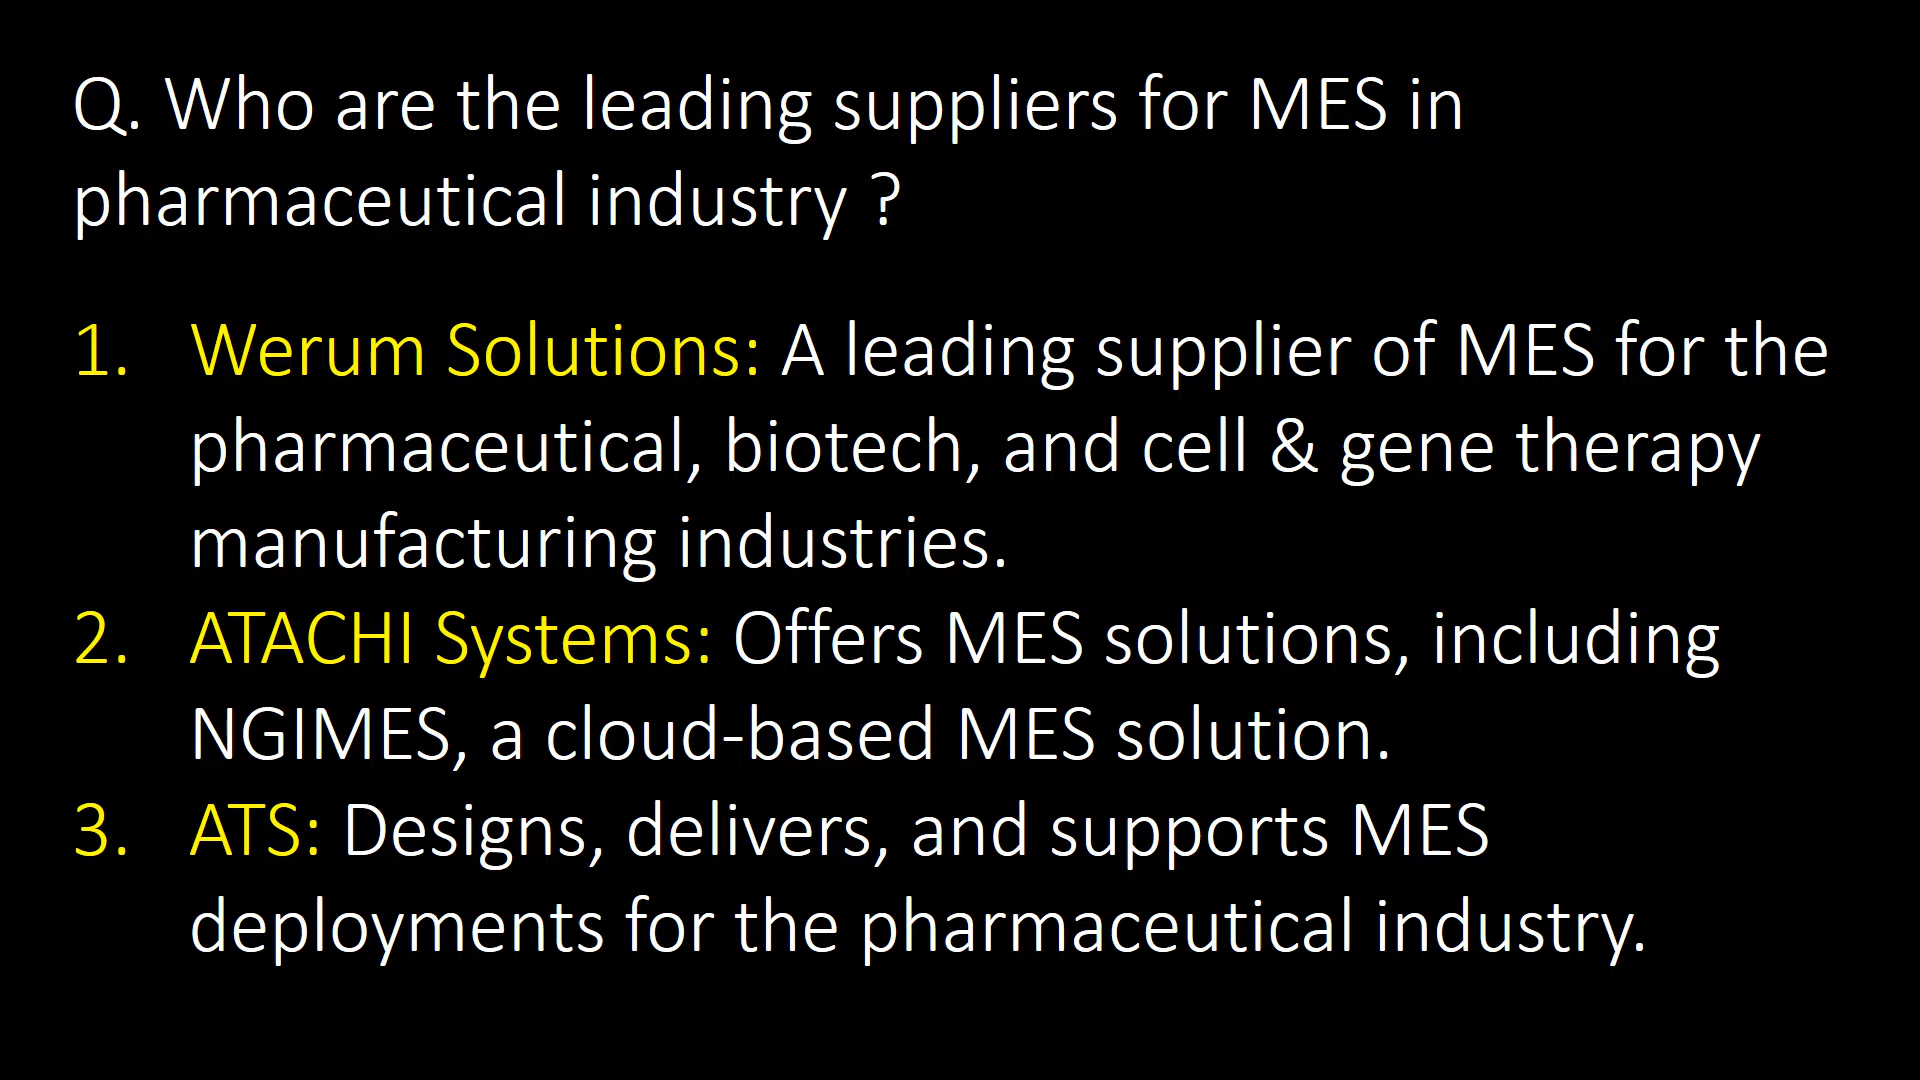 Q. Who are the leading suppliers for MES in
pharmaceutical industry ?
1. Werum Solutions: A leading supplier of MES for the
pharmaceutical, biotech, and cell & gene therapy
manufacturing industries.
2. ATACHI Systems: Offers MES solutions, including
NGIMES, a cloud-based MES solution.
3. ATS: Designs, delivers, and supports MES
deployments for the pharmaceutical industry.